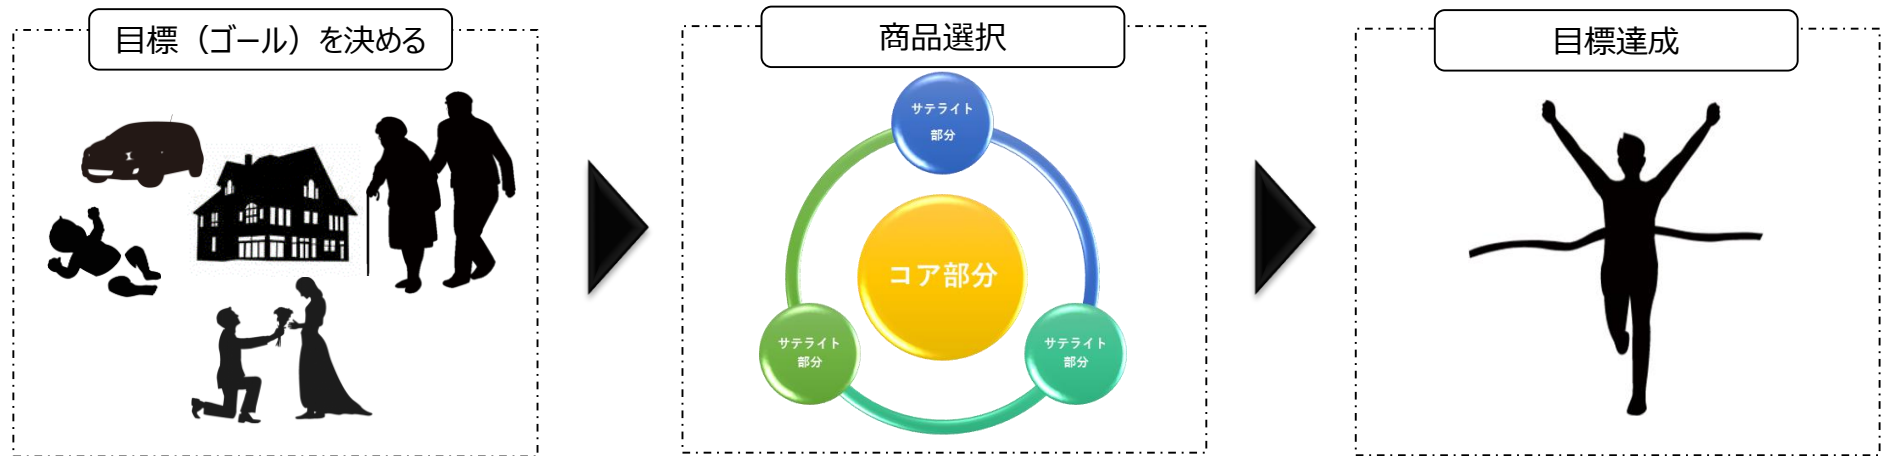 目標（ゴール）を決める
商品選択
目標達成
サテライト
部分
コア部分
サテライト
部分
サテライト
部分